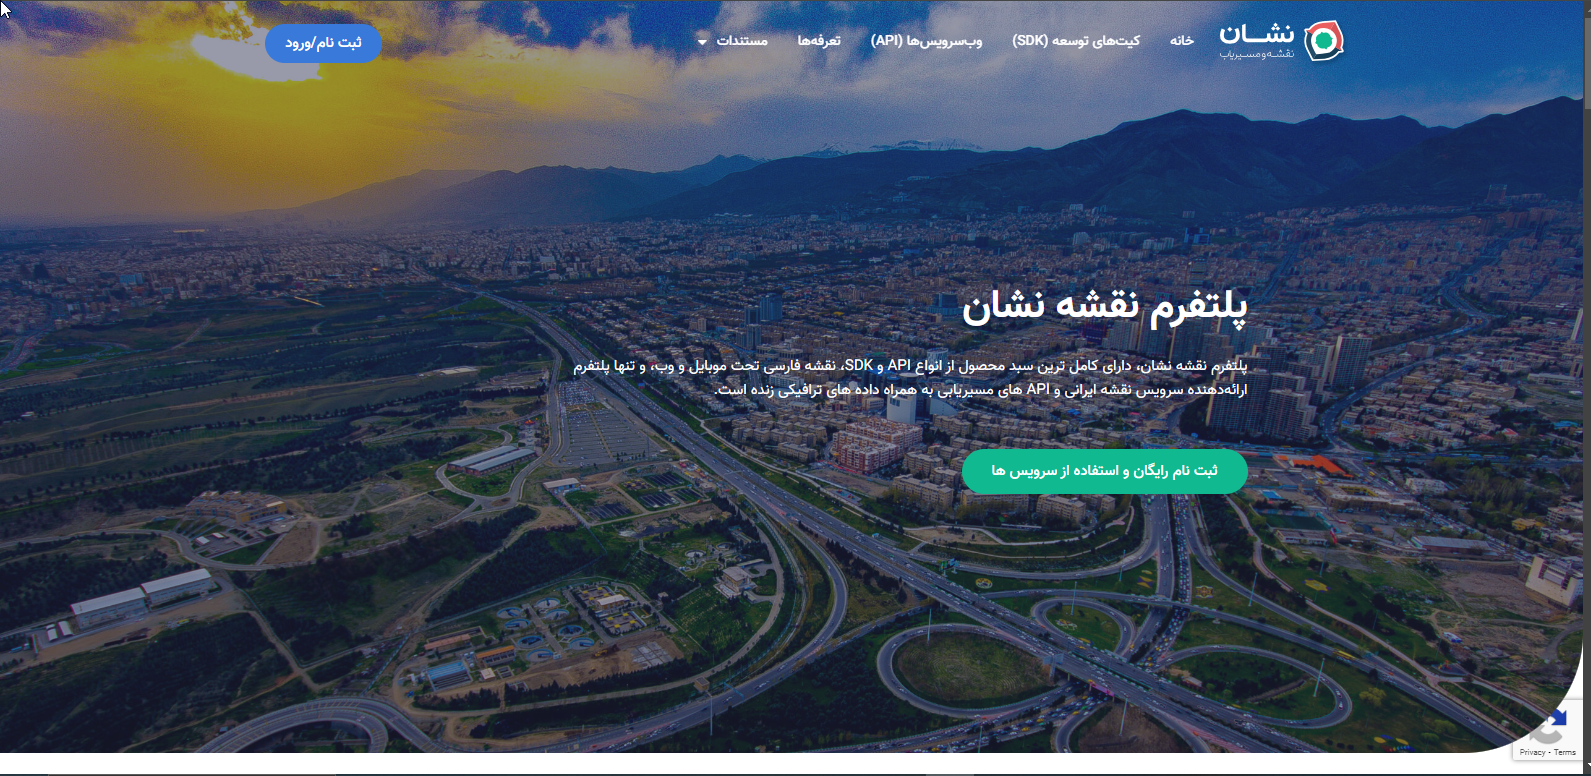 نشــان
نقشه‌و‌مسیریاب
خانه
کیت‌های توسعه (SDK)
وب‌سرویس‌ها (API)
تعرفه‌ها
مستندات
ثبت نام/ورود
پلتفرم نقشه نشان
پلتفرم نقشه نشان، دارای کامل ترین سبد محصول از انواع API و SDK، نقشه فارسی تحت موبایل و وب، و تنها پلتفرم
ارائه‌دهنده سرویس نقشه ایرانی و API های مسیریابی به همراه داده های ترافیکی زنده است.
ثبت نام رایگان و استفاده از سرویس ها
Privacy - Terms